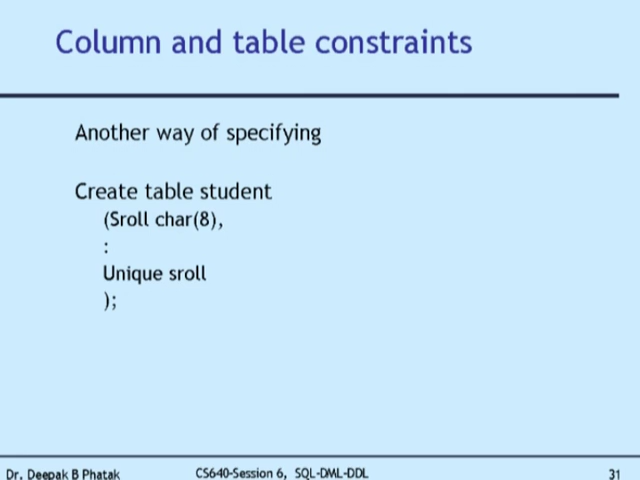 Column and table constraints
Another way of specifying
Create table student
(Sroll char(8),
:
Unique sroll
);
Dr. Deepak B Phatak
CS640-Session 6, SQL-DML-DDL
31